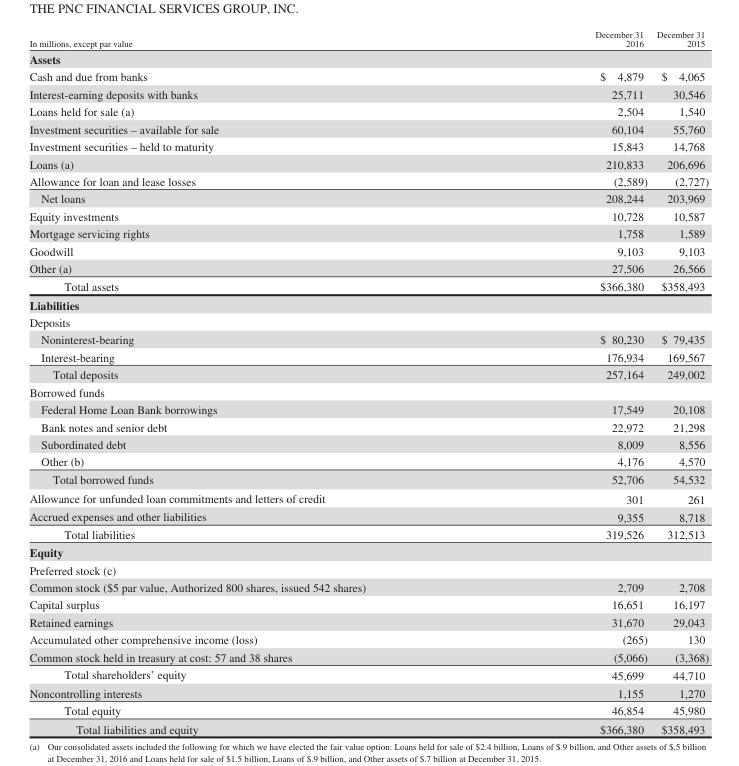 THE PNC FINANCIAL SERVICES GROUP, INC.
In millions, except par value December 31 2016 December 31 2015
Assets
Cash and due from banks $ 4,879 $ 4,065
Interest-earning deposits with banks 25,711 30,546
Loans held for sale (a) 2,504 1,540
Investment securities – available for sale 60,104 55,760
Investment securities – held to maturity 15,843 14,768
Loans (a) 210,833 206,696
Allowance for loan and lease losses (2,589) (2,727)
Net loans 208,244 203,969
Equity investments 10,728 10,587
Mortgage servicing rights 1,758 1,589
Goodwill 9,103 9,103
Other (a) 27,506 26,566
Total assets $366,380 $358,493
Liabilities
Deposits
Noninterest-bearing $ 80,230 $ 79,435
Interest-bearing 176,934 169,567
Total deposits 257,164 249,002
Borrowed funds
Federal Home Loan Bank borrowings 17,549 20,108
Bank notes and senior debt 22,972 21,298
Subordinated debt 8,009 8,556
Other (b) 4,176 4,570
Total borrowed funds 52,706 54,532
Allowance for unfunded loan commitments and letters of credit 301 261
Accrued expenses and other liabilities 9,355 8,718
Total liabilities 319,526 312,513
Equity
Preferred stock (c)
Common stock ($5 par value, Authorized 800 shares, issued 542 shares) 2,709 2,708
Capital surplus 16,651 16,197
Retained earnings 31,670 29,043
Accumulated other comprehensive income (loss) (265) 130
Common stock held in treasury at cost: 57 and 38 shares (5,066) (3,368)
Total shareholders' equity 45,699 44,710
Noncontrolling interests 1,155 1,270
Total equity 46,854 45,980
Total liabilities and equity $366,380 $358,493
(a) Our consolidated assets included the following for which we have elected the fair value option: Loans held for sale of $2.4 billion, Loans of $.9 billion, and Other assets of $.5 billion
at December 31, 2016 and Loans held for sale of $1.5 billion, Loans of $.9 billion, and Other assets of $.7 billion at December 31, 2015.